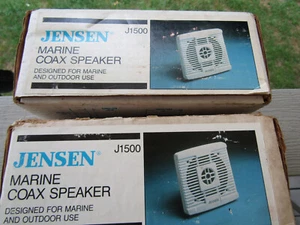 JENSEN
J1500
MARINE
COAX SPEAKER
DESIGNED FOR MARINE
AND OUTDOOR USE
JENSEN®
J1500
MARINE
COAX SPEAKER
DESIGNED FOR MARINE
AND OUTDOOR USE